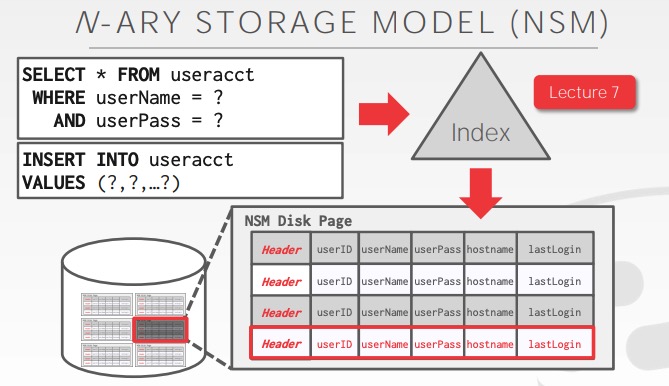 N-ARY STORAGE MODEL (NSM)
SELECT * FROM useracct
WHERE userName = ?
AND userPass = ?
INSERT INTO useracct
VALUES (?,?,…?)
Index
Lecture 7
NSM Disk Page
Header userID userName userPass hostname lastLogin
Header userID userName userPass hostname lastLogin
Header userID userName userPass hostname lastLogin
Header userID userName userPass hostname lastLogin